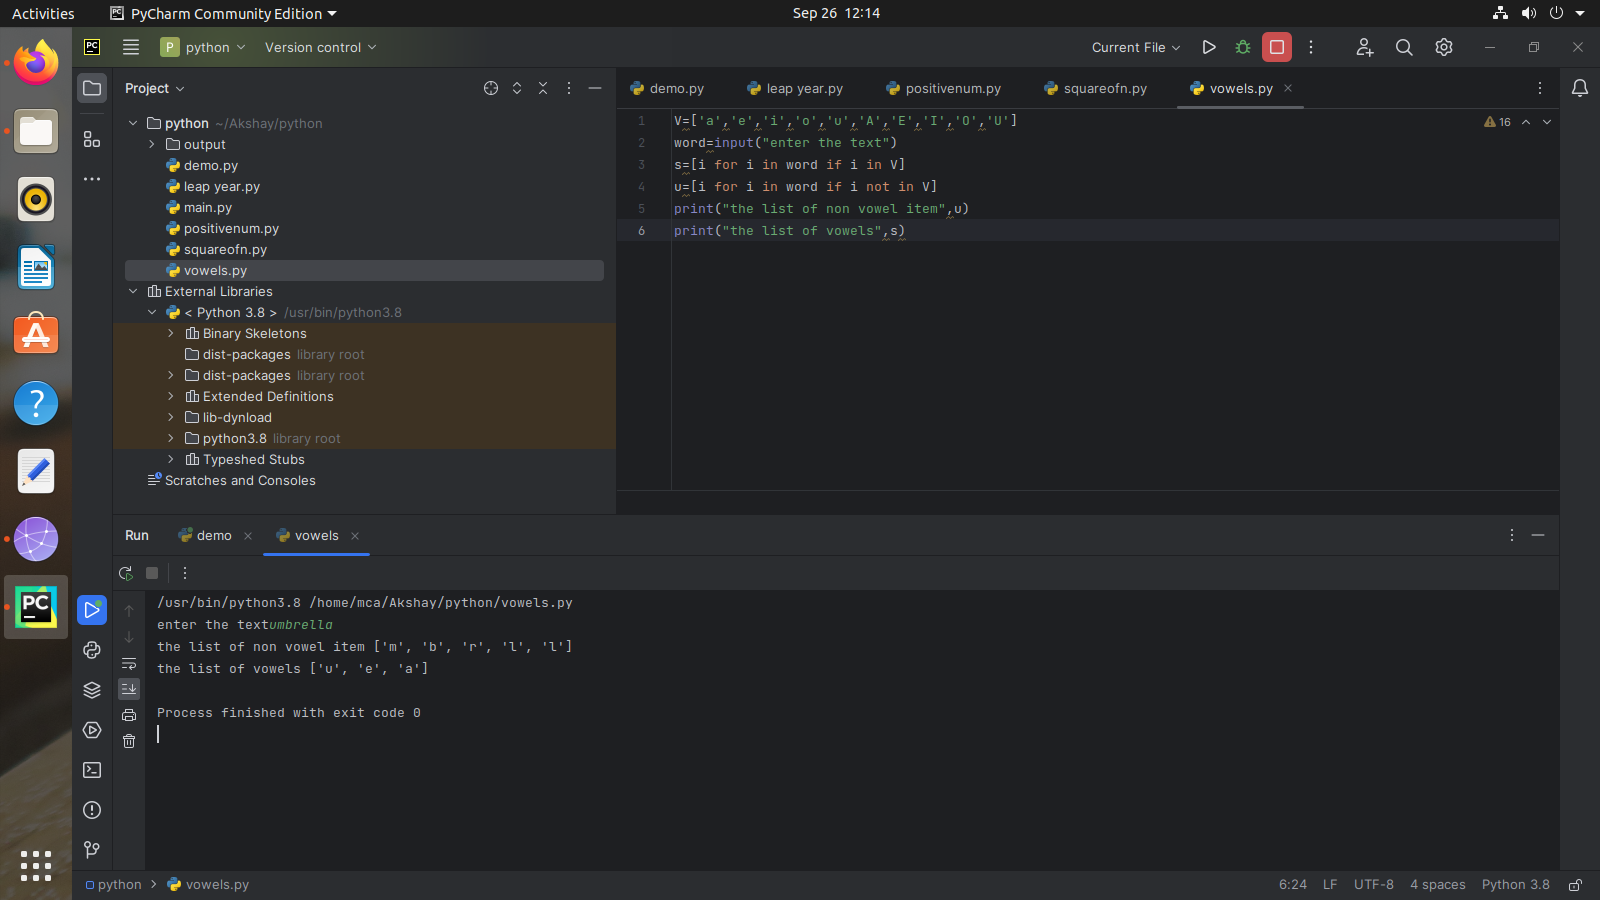 Activities PyCharm Community Edition Sep 26 12:14
PC P python Version control Current File
Project demo.py leap year.py positivenum.py squareofn.py vowels.py
python ~/Akshay/python
output
demo.py
leap year.py
main.py
positivenum.py
squareofn.py
vowels.py
External Libraries
< Python 3.8 > /usr/bin/python3.8
Binary Skeletons
dist-packages library root
dist-packages library root
Extended Definitions
lib-dynload
python3.8 library root
Typeshed Stubs
Scratches and Consoles
1 V=['a','e','i','o','u','A','E','I','O','U'] 16
2 word=input("enter the text")
3 s=[i for i in word if i in V]
4 u=[i for i in word if i not in V]
5 print("the list of non vowel item",u)
6 print("the list of vowels",s)
Run demo vowels
/usr/bin/python3.8 /home/mca/Akshay/python/vowels.py
enter the textumbrella
the list of non vowel item ['m', 'b', 'r', 'l', 'l']
the list of vowels ['u', 'e', 'a']
Process finished with exit code 0
PC
python vowels.py 6:24 LF UTF-8 4 spaces Python 3.8